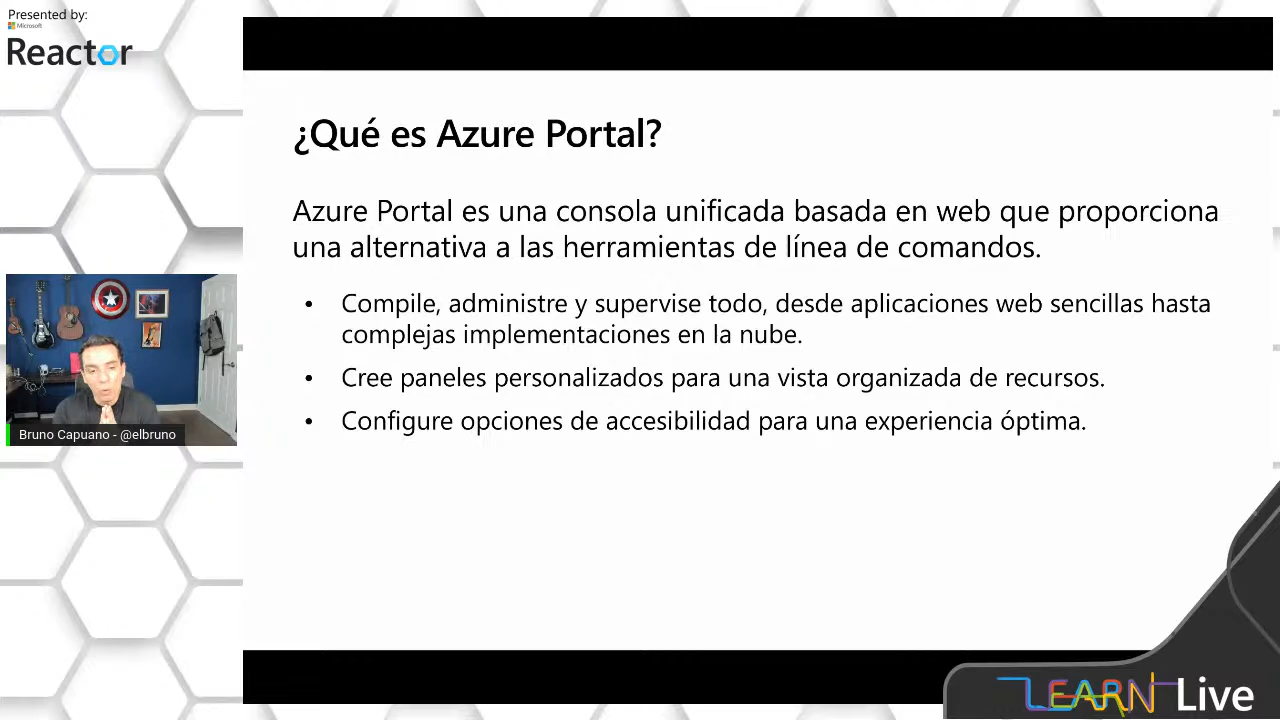 Presented by:
Microsoft
Reactor
¿Qué es Azure Portal?
Azure Portal es una consola unificada basada en web que proporciona
una alternativa a las herramientas de línea de comandos.
• Compile, administre y supervise todo, desde aplicaciones web sencillas hasta
complejas implementaciones en la nube.
• Cree paneles personalizados para una vista organizada de recursos.
• Configure opciones de accesibilidad para una experiencia óptima.
Bruno Capuano - @elbruno
LEARN Live